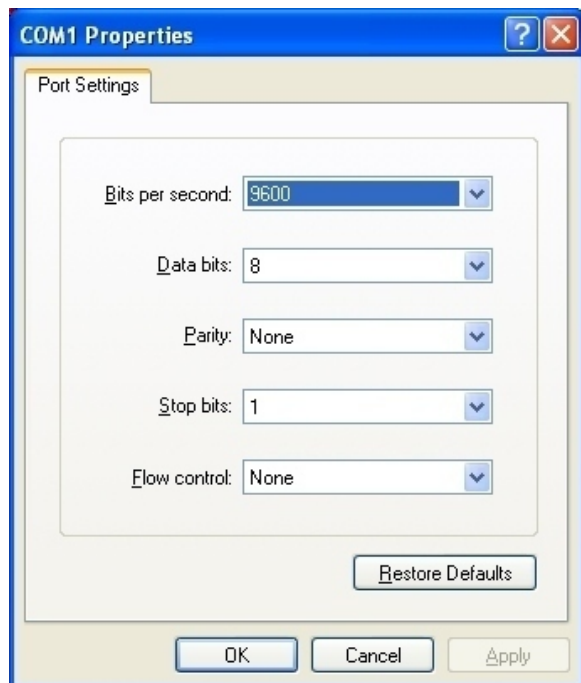 COM1 Properties
Port Settings
Bits per second: 9600
Data bits: 8
Parity: None
Stop bits: 1
Flow control: None
Restore Defaults
OK Cancel Apply